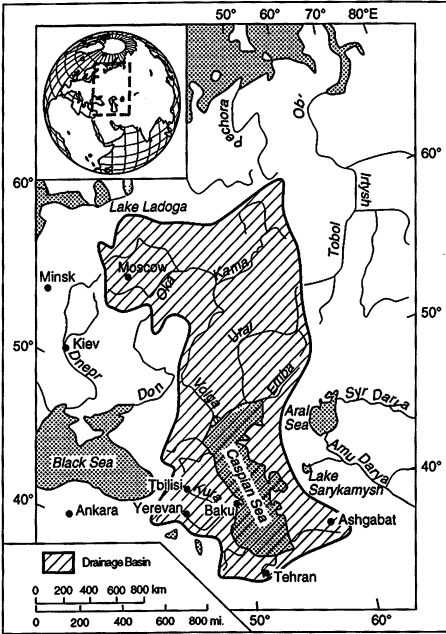 50° 60° 70° 80°E
Pechora
Ob'
60°
Irtysh
60°
Lake Ladoga
Tobol
Moscow
Kama
Oka
Minsk
50°
Ural
Kiev
50°
Dnepr
Don
Volga
Emba
Aral
Sea
Syr Darya
Amu Darya
Black Sea
Caspian Sea
40°
Lake
Sarykamysh
Tbilisi
Kura
40°
Yerevan
Baku
Ankara
Ashgabat
Drainage Basin
Tehran
0 200 400 600 800 km
0 200 400 600 800 mi.
50° 60°